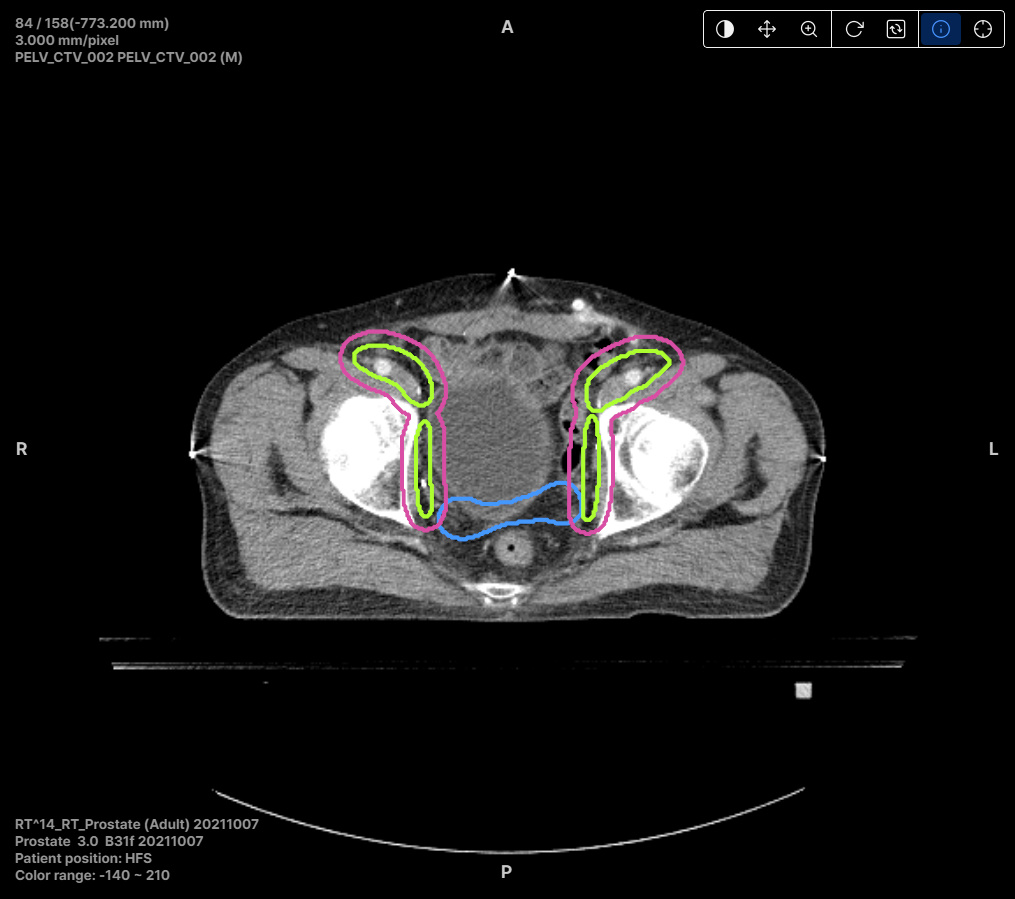 84 / 158(-773.200 mm)
3.000 mm/pixel
PELV_CTV_002 PELV_CTV_002 (M)
A
R
L
RT^14_RT_Prostate (Adult) 20211007
Prostate  3.0  B31f 20211007
Patient position: HFS
Color range: -140 ~ 210
P